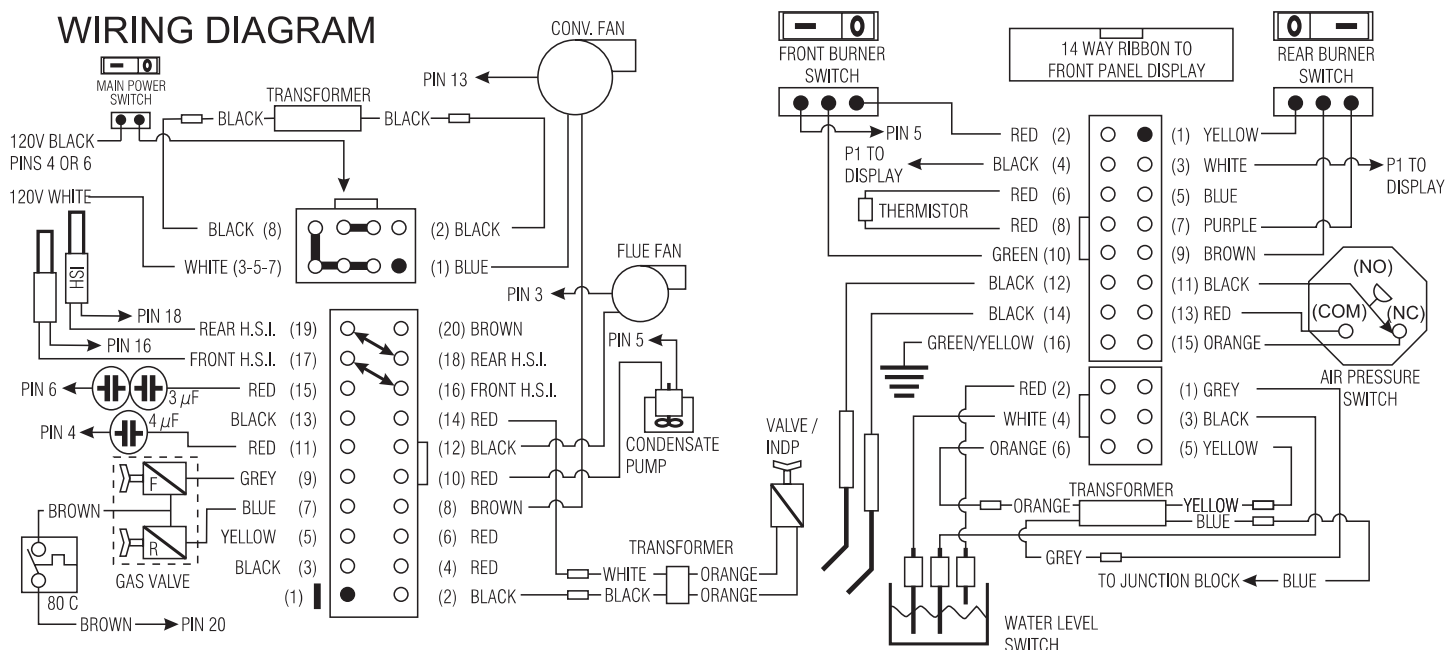 WIRING DIAGRAM
MAIN POWER
SWITCH
120V BLACK
PINS 4 OR 6
120V WHITE
BLACK
TRANSFORMER
BLACK
PIN 13
CONV. FAN
BLACK (8)
(2) BLACK
WHITE (3-5-7)
(1) BLUE
HSI
PIN 18
PIN 16
FLUE FAN
PIN 3
PIN 5
CONDENSATE
PUMP
REAR H.S.I. (19)
(20) BROWN
FRONT H.S.I. (17)
(18) REAR H.S.I.
RED (15)
(16) FRONT H.S.I.
BLACK (13)
(14) RED
RED (11)
(12) BLACK
GREY (9)
(10) RED
BLUE (7)
(8) BROWN
YELLOW (5)
(6) RED
BLACK (3)
(4) RED
(1)
(2) BLACK
PIN 6
3 µF
PIN 4
4 µF
F
R
GAS VALVE
BROWN
80 C
BROWN
PIN 20
TRANSFORMER
WHITE
ORANGE
BLACK
ORANGE
VALVE /
INDP
FRONT BURNER
SWITCH
PIN 5
14 WAY RIBBON TO
FRONT PANEL DISPLAY
REAR BURNER
SWITCH
P1 TO
DISPLAY
THERMISTOR
RED (2)
(1) YELLOW
BLACK (4)
(3) WHITE
P1 TO
DISPLAY
RED (6)
(5) BLUE
RED (8)
(7) PURPLE
GREEN (10)
(9) BROWN
BLACK (12)
(11) BLACK
BLACK (14)
(13) RED
GREEN/YELLOW (16)
(15) ORANGE
(NO)
(COM)
(NC)
AIR PRESSURE
SWITCH
RED (2)
(1) GREY
WHITE (4)
(3) BLACK
ORANGE (6)
(5) YELLOW
ORANGE
TRANSFORMER
YELLOW
BLUE
GREY
TO JUNCTION BLOCK
BLUE
WATER LEVEL
SWITCH